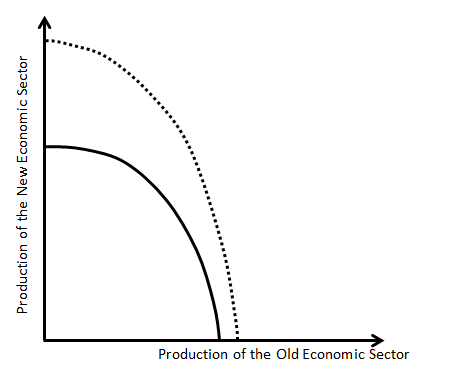 Production of the New Economic Sector
Production of the Old Economic Sector